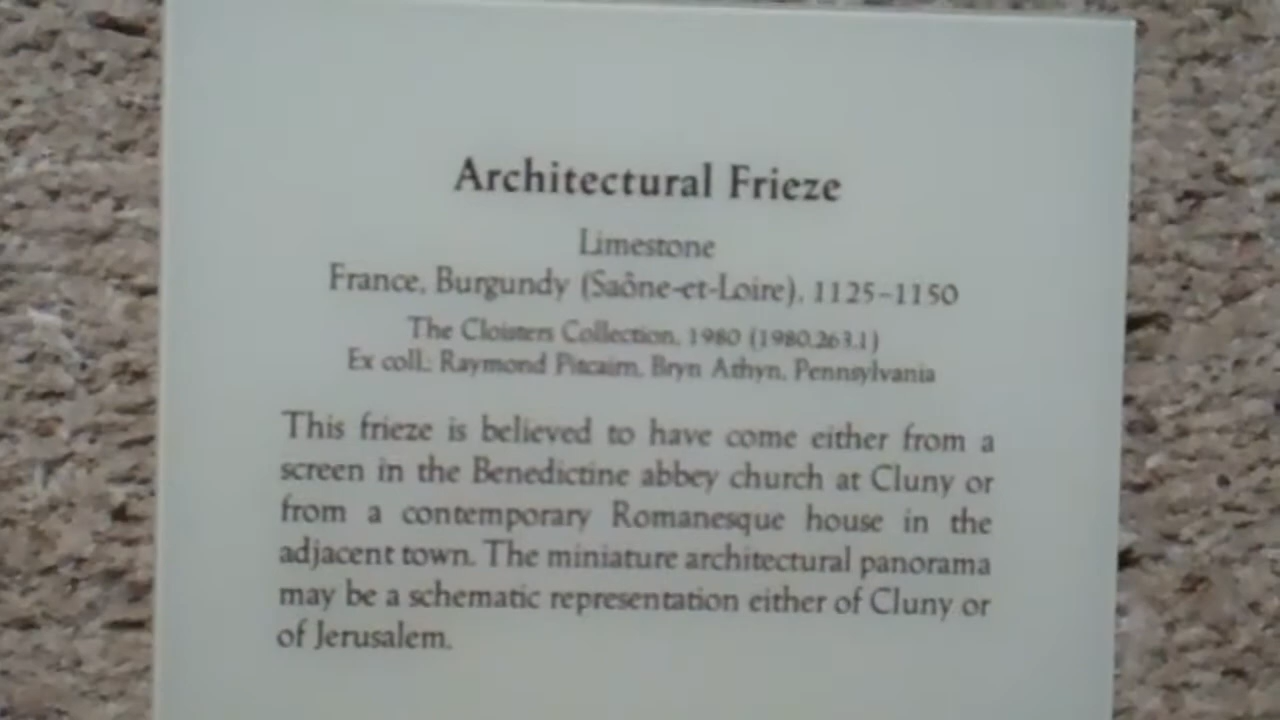 Architectural Frieze
Limestone
France, Burgundy (Saône-et-Loire), 1125–1150
The Cloisters Collection, 1980 (1980.263.1)
Ex coll.: Raymond Pitcairn, Bryn Athyn, Pennsylvania
This frieze is believed to have come either from a
screen in the Benedictine abbey church at Cluny or
from a contemporary Romanesque house in the
adjacent town. The miniature architectural panorama
may be a schematic representation either of Cluny or
of Jerusalem.